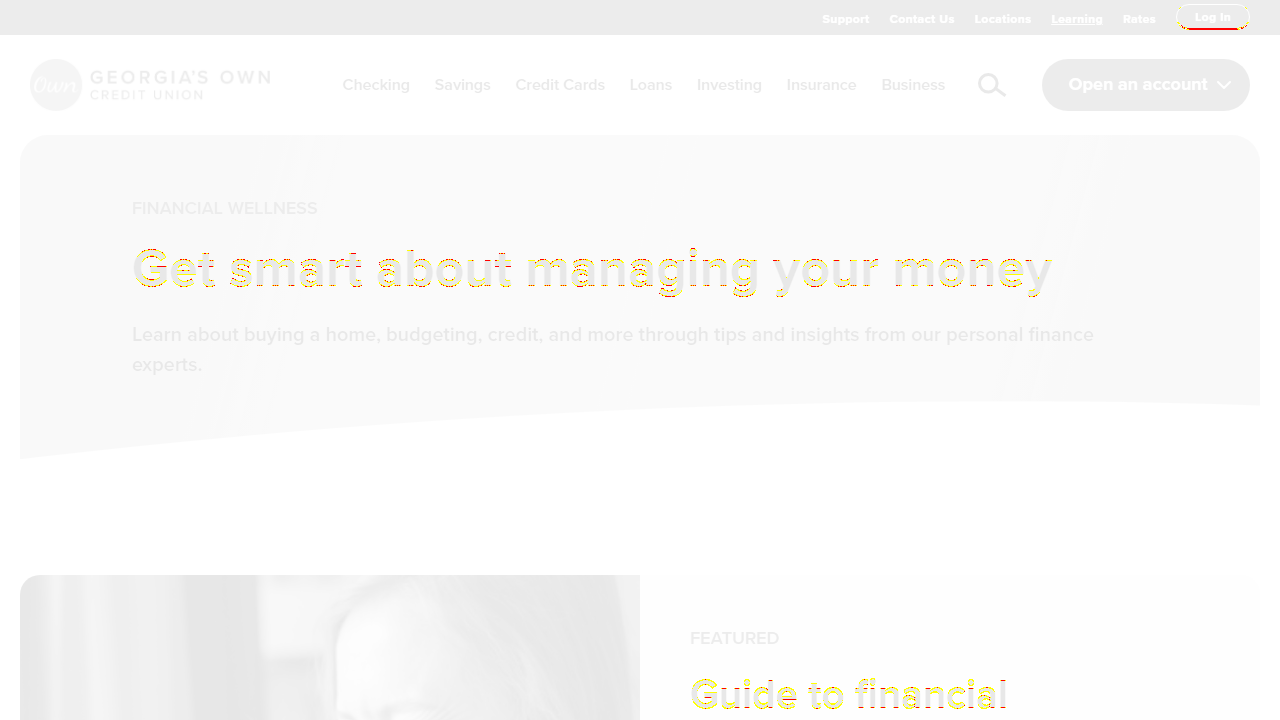 Support Contact Us Locations Learning Rates Log In
Own GEORGIA'S OWN
CREDIT UNION
Checking Savings Credit Cards Loans Investing Insurance Business Open an account
FINANCIAL WELLNESS
Get smart about managing your money
Learn about buying a home, budgeting, credit, and more through tips and insights from our personal finance
experts.
FEATURED
Guide to financial